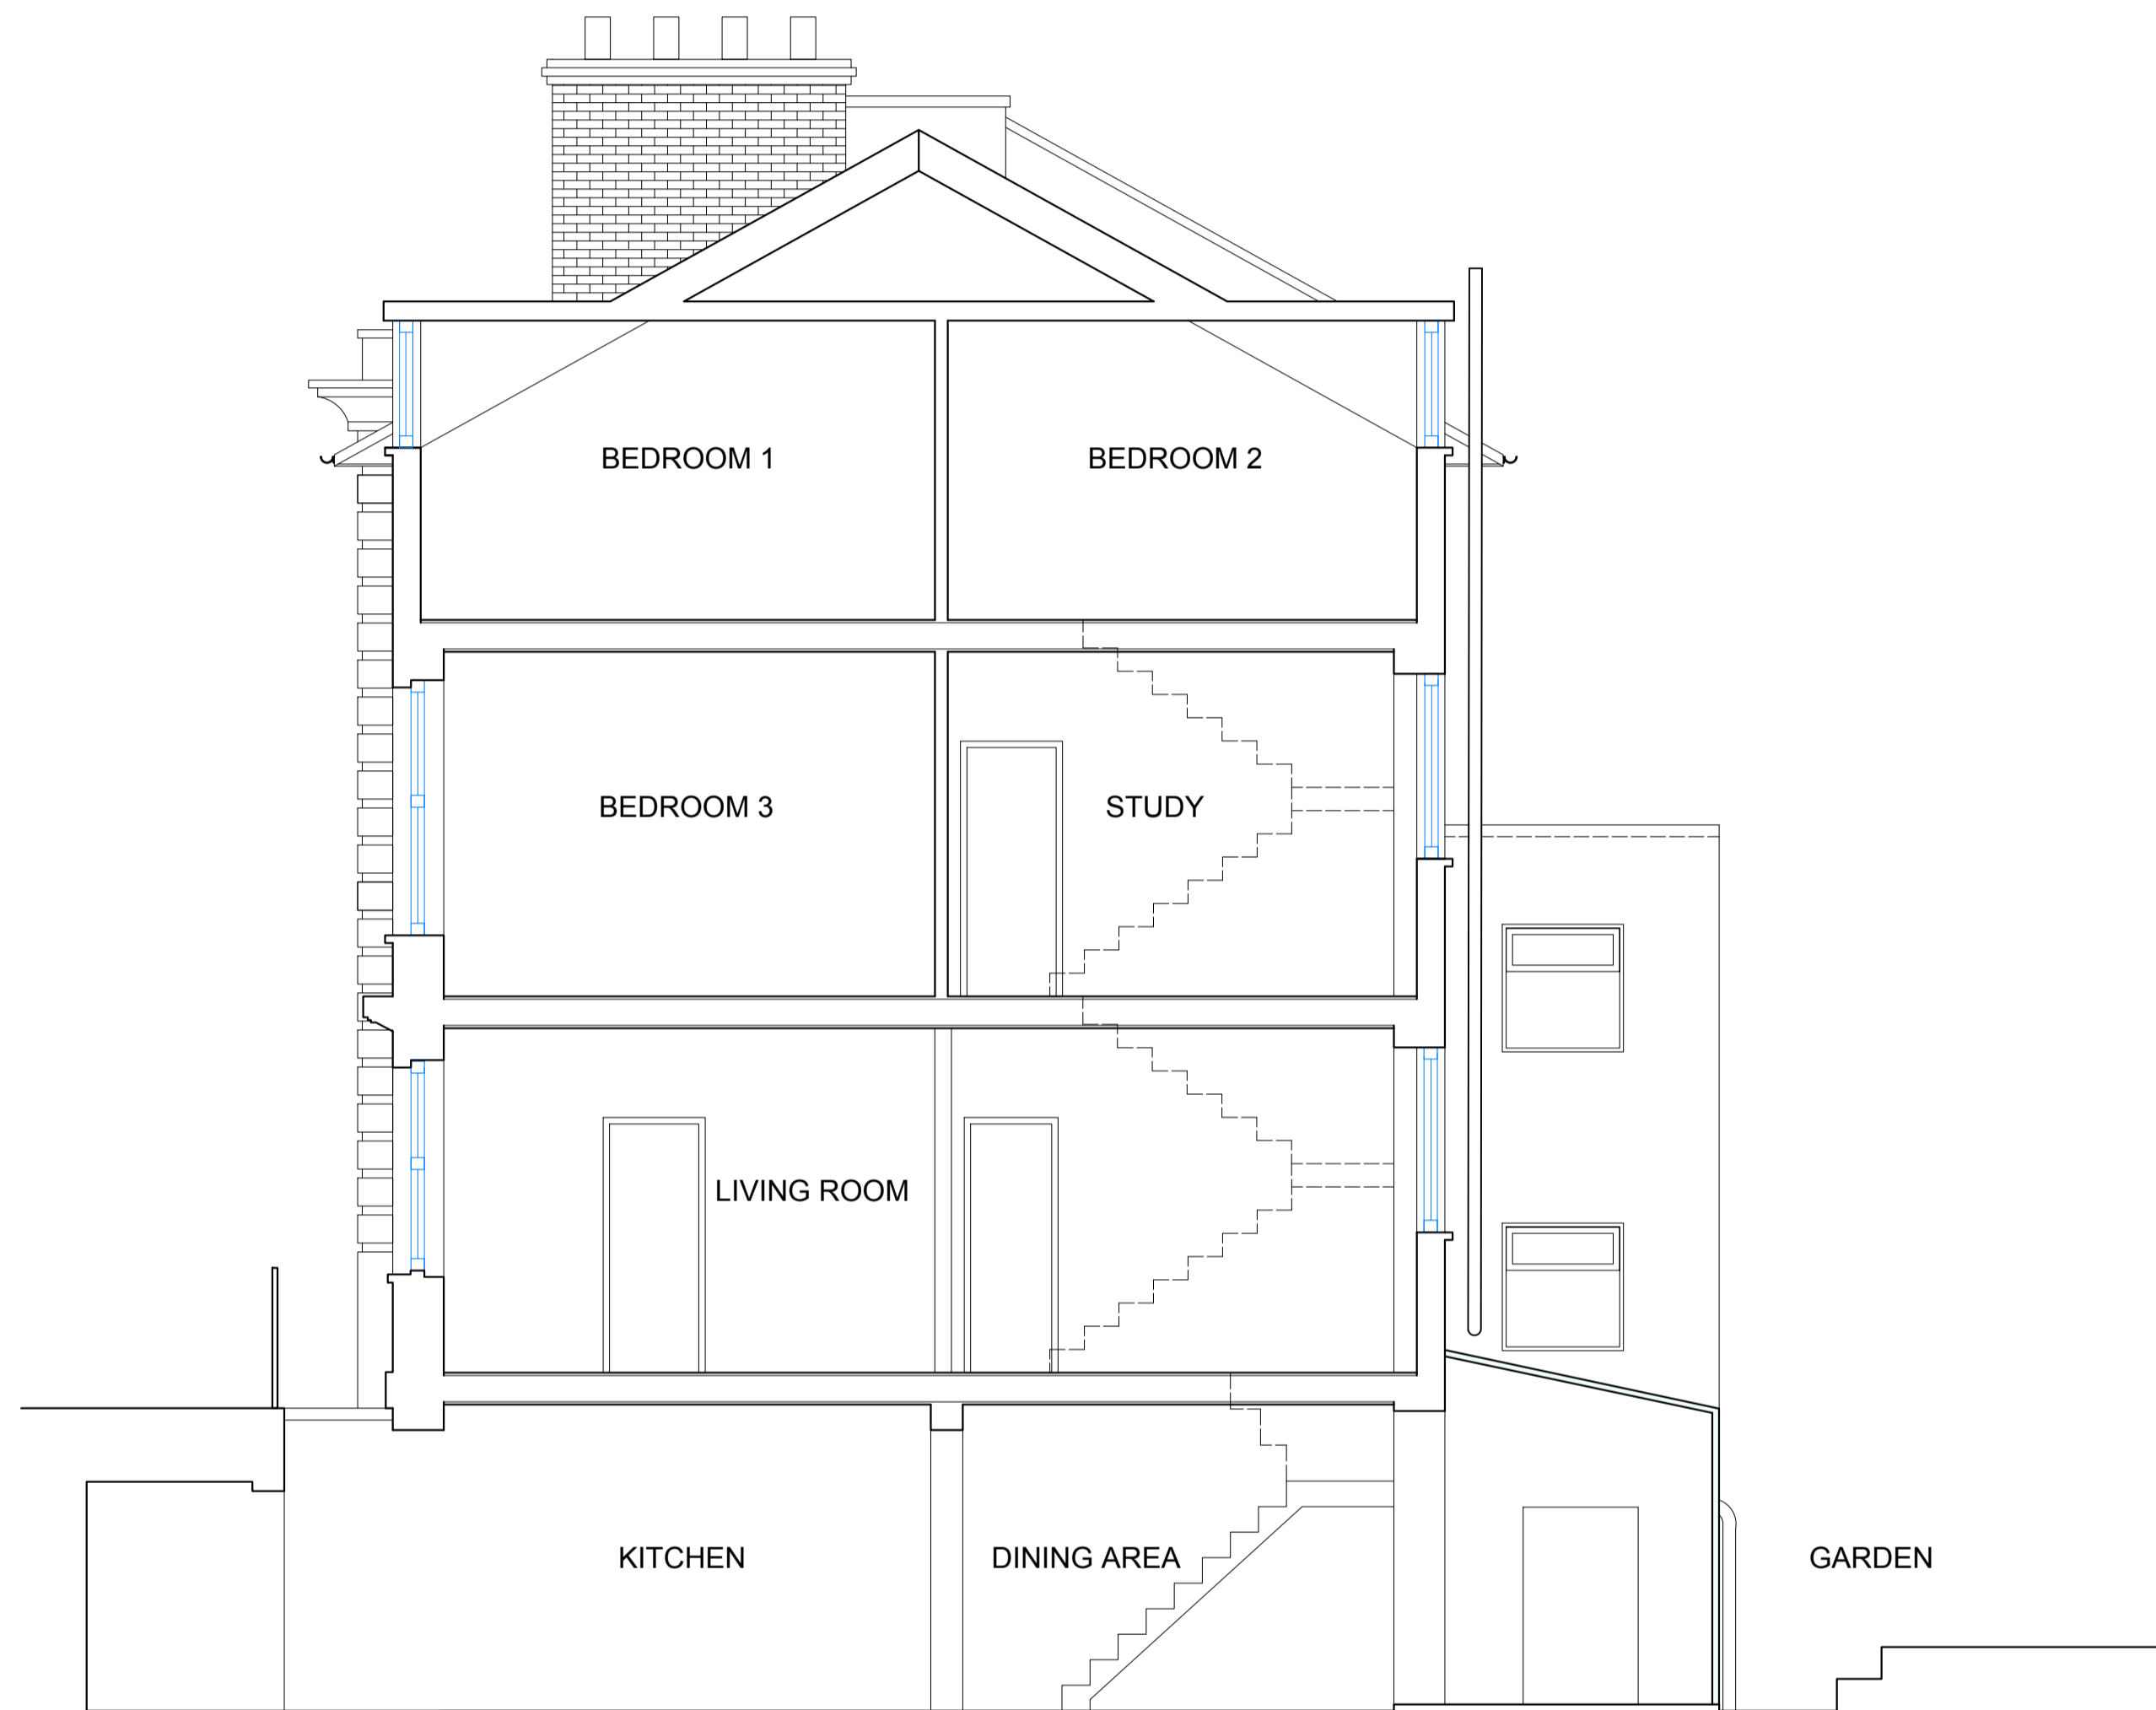 BEDROOM 1
BEDROOM 2
BEDROOM 3
STUDY
LIVING ROOM
KITCHEN
DINING AREA
GARDEN